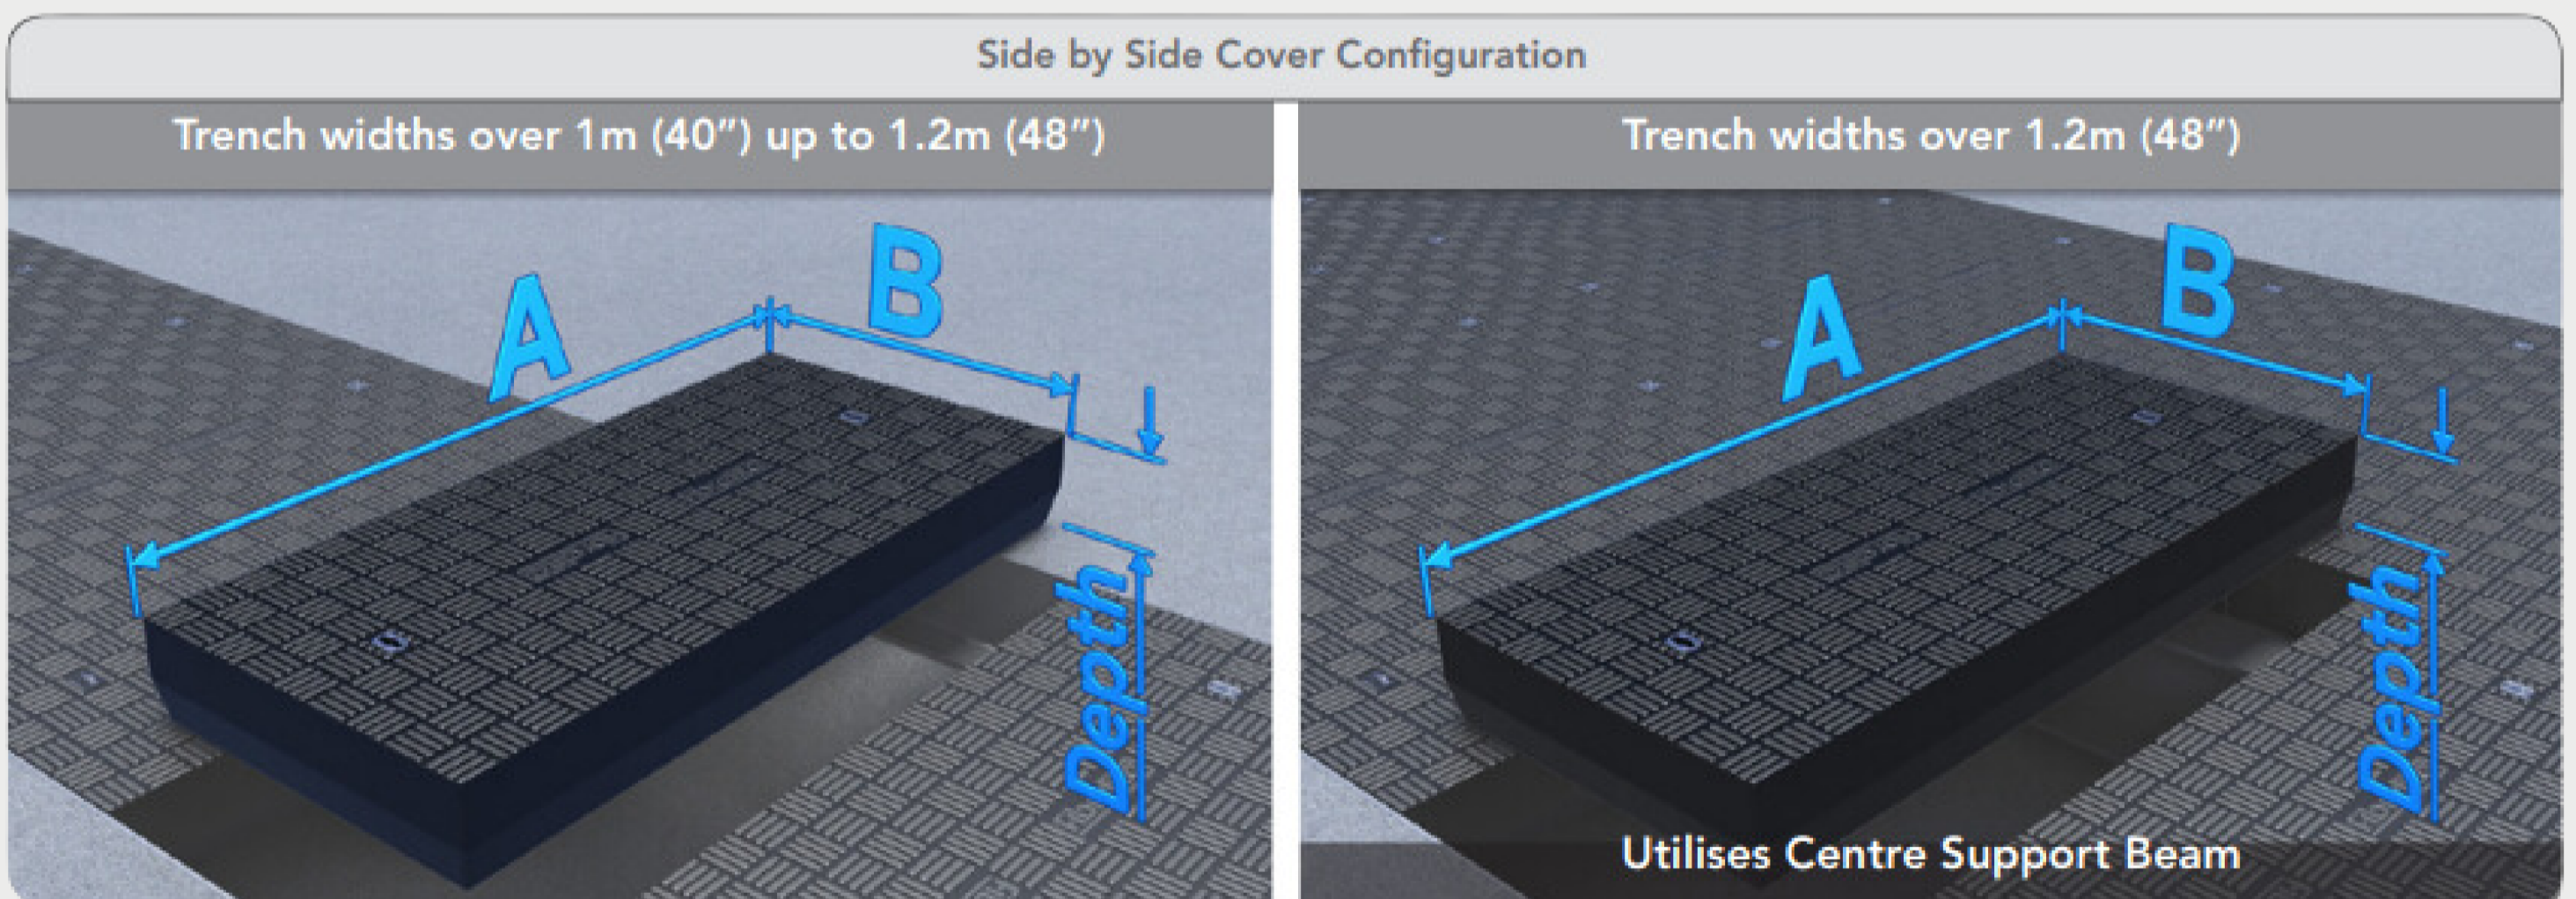 Side by Side Cover Configuration
Trench widths over 1m (40”) up to 1.2m (48”)
Trench widths over 1.2m (48”)
A
B
Depth
A
B
Depth
Utilises Centre Support Beam